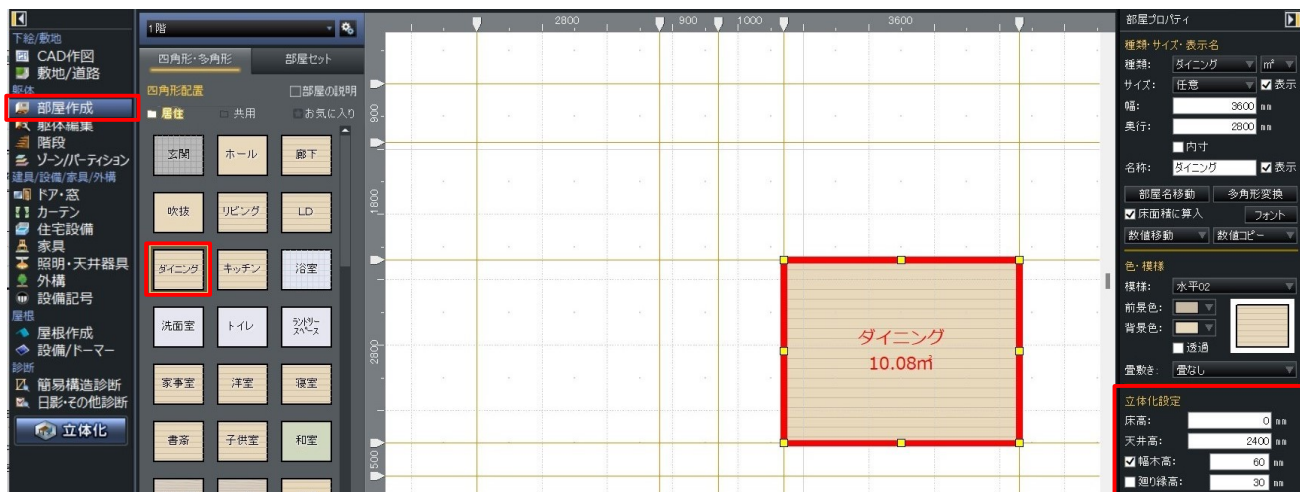 下絵/敷地
CAD作図
敷地/道路
躯体
部屋作成
躯体編集
階段
ゾーン/パーティション
建具/設備/家具/外構
ドア・窓
カーテン
住宅設備
家具
照明・天井器具
外構
設備記号
屋根
屋根作成
設備/ドーマー
診断
簡易構造診断
日影・その他診断
立体化
1階
四角形・多角形
部屋セット
四角形配置
部屋の説明
居住
共用
お気に入り
玄関
ホール
廊下
吹抜
リビング
LD
ダイニング
キッチン
浴室
洗面室
トイレ
ランドリースペース
家事室
洋室
寝室
書斎
子供室
和室
2800
900
1000
3600
900
1800
2800
500
ダイニング
10.08㎡
部屋プロパティ
種類・サイズ・表示名
種類: ダイニング ㎡
サイズ: 任意 表示
幅: 3600 mm
奥行: 2800 mm
内寸
名称: ダイニング 表示
部屋名移動 多角形変換
床面積に算入 フォント
数値移動 数値コピー
色・模様
模様: 水平02
前景色:
背景色:
透過
畳敷き: 畳なし
立体化設定
床高: 0 mm
天井高: 2400 mm
幅木高: 60 mm
廻り縁高: 30 mm